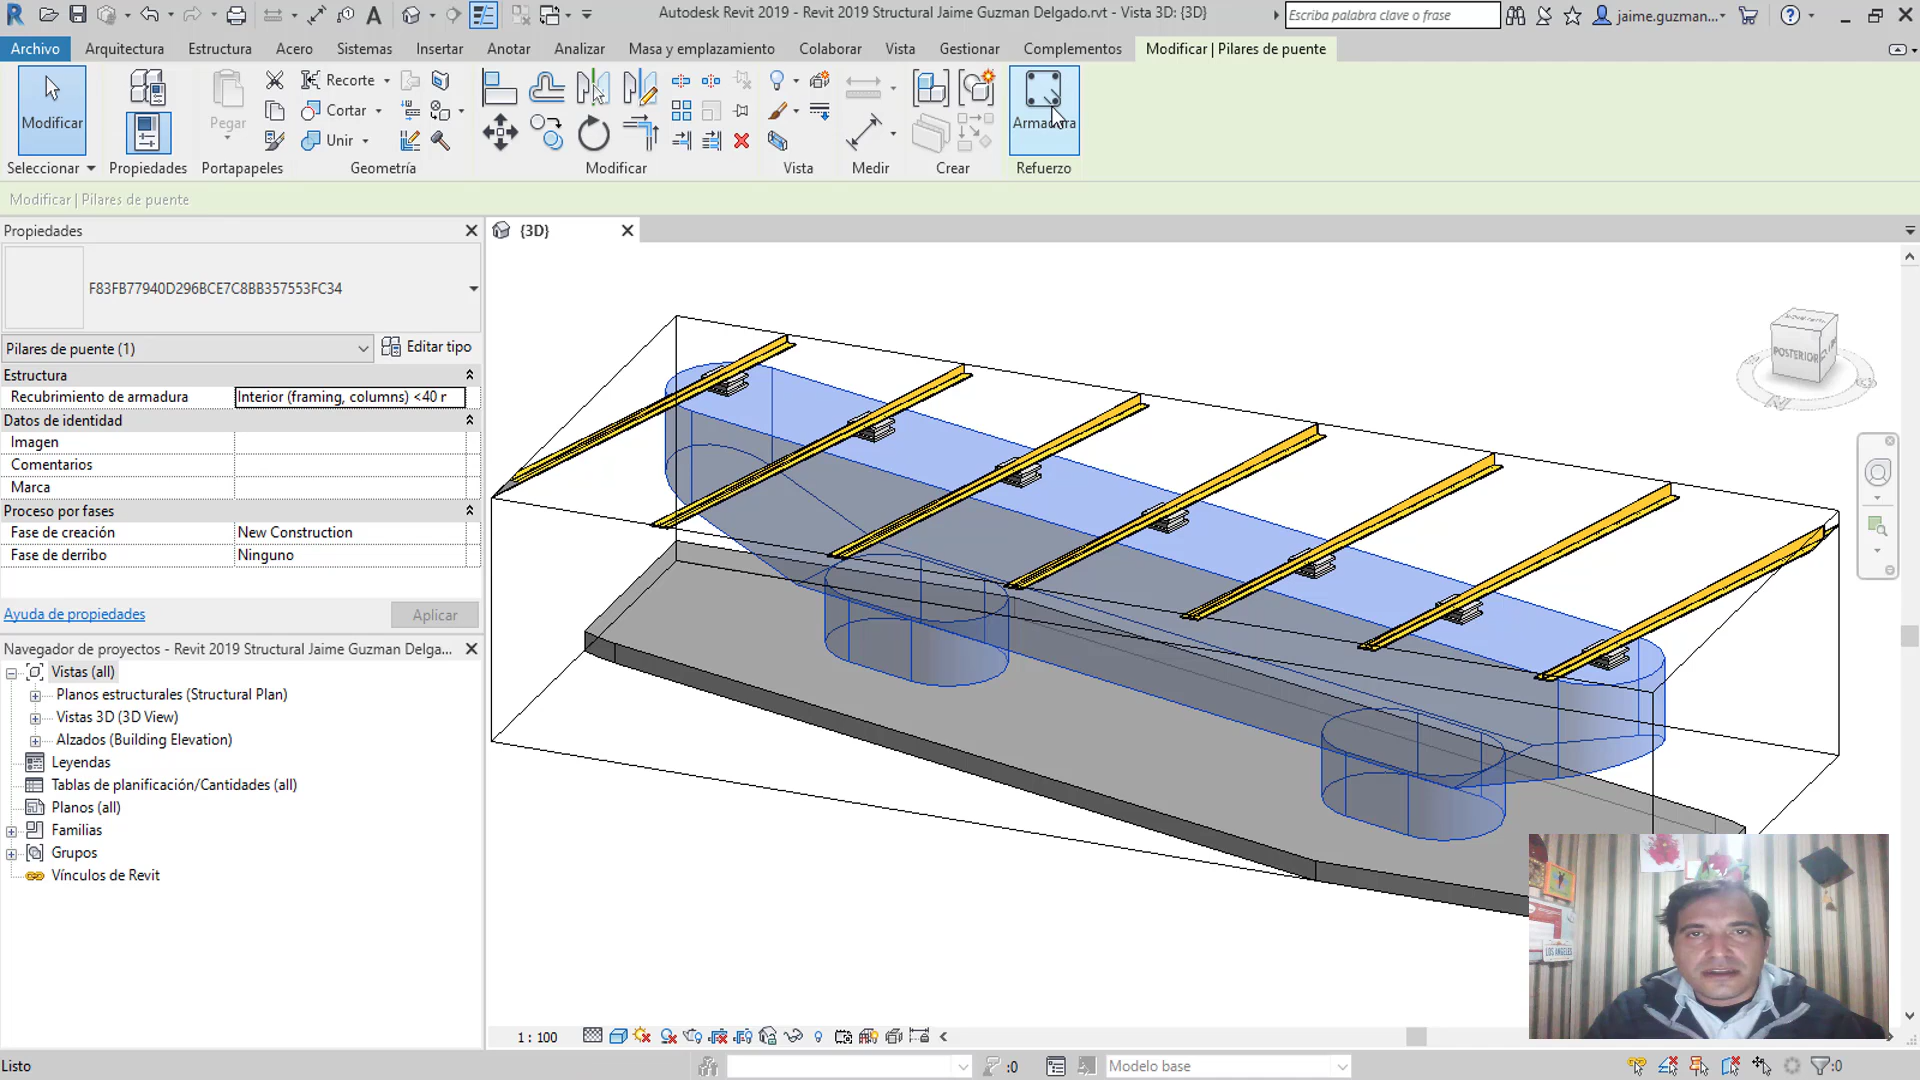 Autodesk Revit 2019 - Revit 2019 Structural Jaime Guzman Delgado.rvt - Vista 3D: {3D}
Escriba palabra clave o frase
jaime.guzman...
Archivo
Arquitectura
Estructura
Acero
Sistemas
Insertar
Anotar
Analizar
Masa y emplazamiento
Colaborar
Vista
Gestionar
Complementos
Modificar | Pilares de puente
Modificar
Pegar
Recorte
Cortar
Unir
Armadura
Seleccionar
Propiedades
Portapapeles
Geometría
Modificar
Vista
Medir
Crear
Refuerzo
Modificar | Pilares de puente
Propiedades
{3D}
F83FB77940D296BCE7C8BB357553FC34
Pilares de puente (1)
Editar tipo
Estructura
Recubrimiento de armadura
Interior (framing, columns) <40 r
Datos de identidad
Imagen
Comentarios
Marca
Proceso por fases
Fase de creación
New Construction
Fase de derribo
Ninguno
Ayuda de propiedades
Aplicar
Navegador de proyectos - Revit 2019 Structural Jaime Guzman Delga...
Vistas (all)
Planos estructurales (Structural Plan)
Vistas 3D (3D View)
Alzados (Building Elevation)
Leyendas
Tablas de planificación/Cantidades (all)
Planos (all)
Familias
Grupos
Vínculos de Revit
POSTERIOR
N
LOS ANGELES
1 : 100
Listo
:0
Modelo base
:0